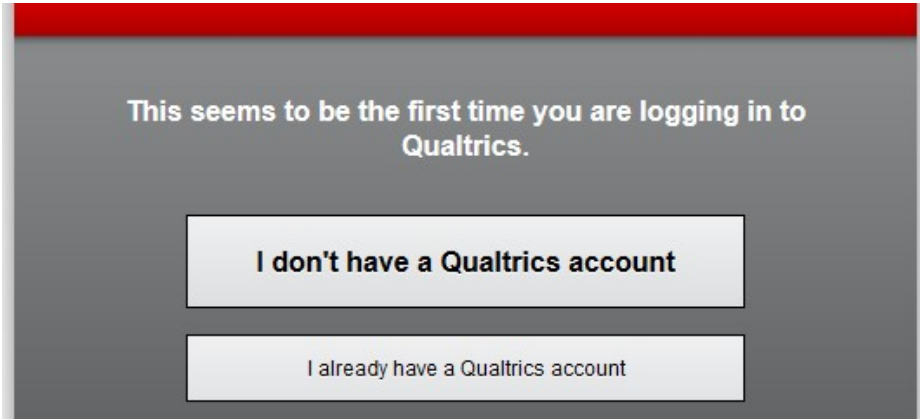 This seems to be the first time you are logging in to
Qualtrics.
I don't have a Qualtrics account
I already have a Qualtrics account